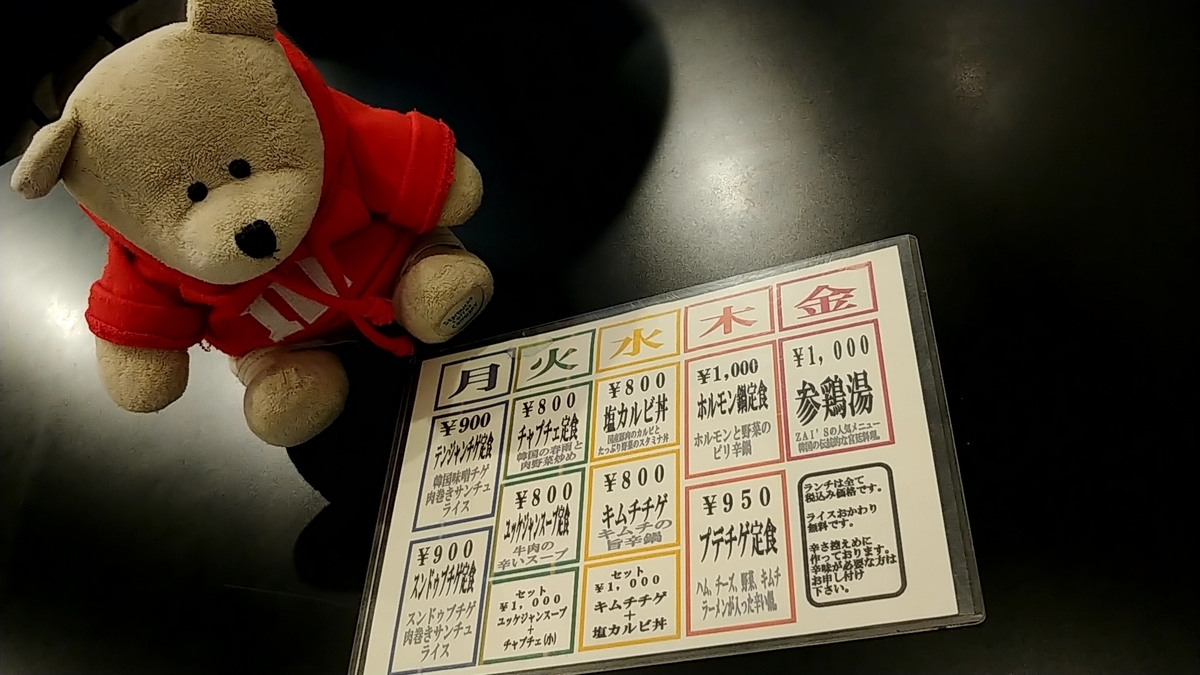 月
火
水
木
金
¥900
テンジャンチゲ定食
韓国味噌チゲ
肉巻きサンチュ
ライス
¥900
スンドゥブチゲ定食
スンドゥブチゲ
肉巻きサンチュ
ライス
¥800
チャプチェ定食
韓国の春雨と
肉野菜炒め
¥800
ユッケジャンスープ定食
牛肉の
辛いスープ
セット
¥1,000
ユッケジャンスープ
+
チャプチェ(小)
¥800
塩カルビ丼
国産豚肉のカルビと
たっぷり野菜のスタミナ丼
¥800
キムチチゲ
キムチの
旨辛鍋
セット
¥1,000
キムチチゲ
+
塩カルビ丼
¥1,000
ホルモン鍋定食
ホルモンと野菜の
ピリ辛鍋
¥950
プデチゲ定食
ハム、チーズ、野菜、キムチ
ラーメンが入った辛い鍋。
¥1,000
参鶏湯
ZAI'Sの人気メニュー
韓国の伝統的な宮廷料理。
ランチは全て
税込み価格です。
ライスおかわり
無料です。
辛さ控えめに
作っております。
辛味が必要な方は
お申し付け
下さい。